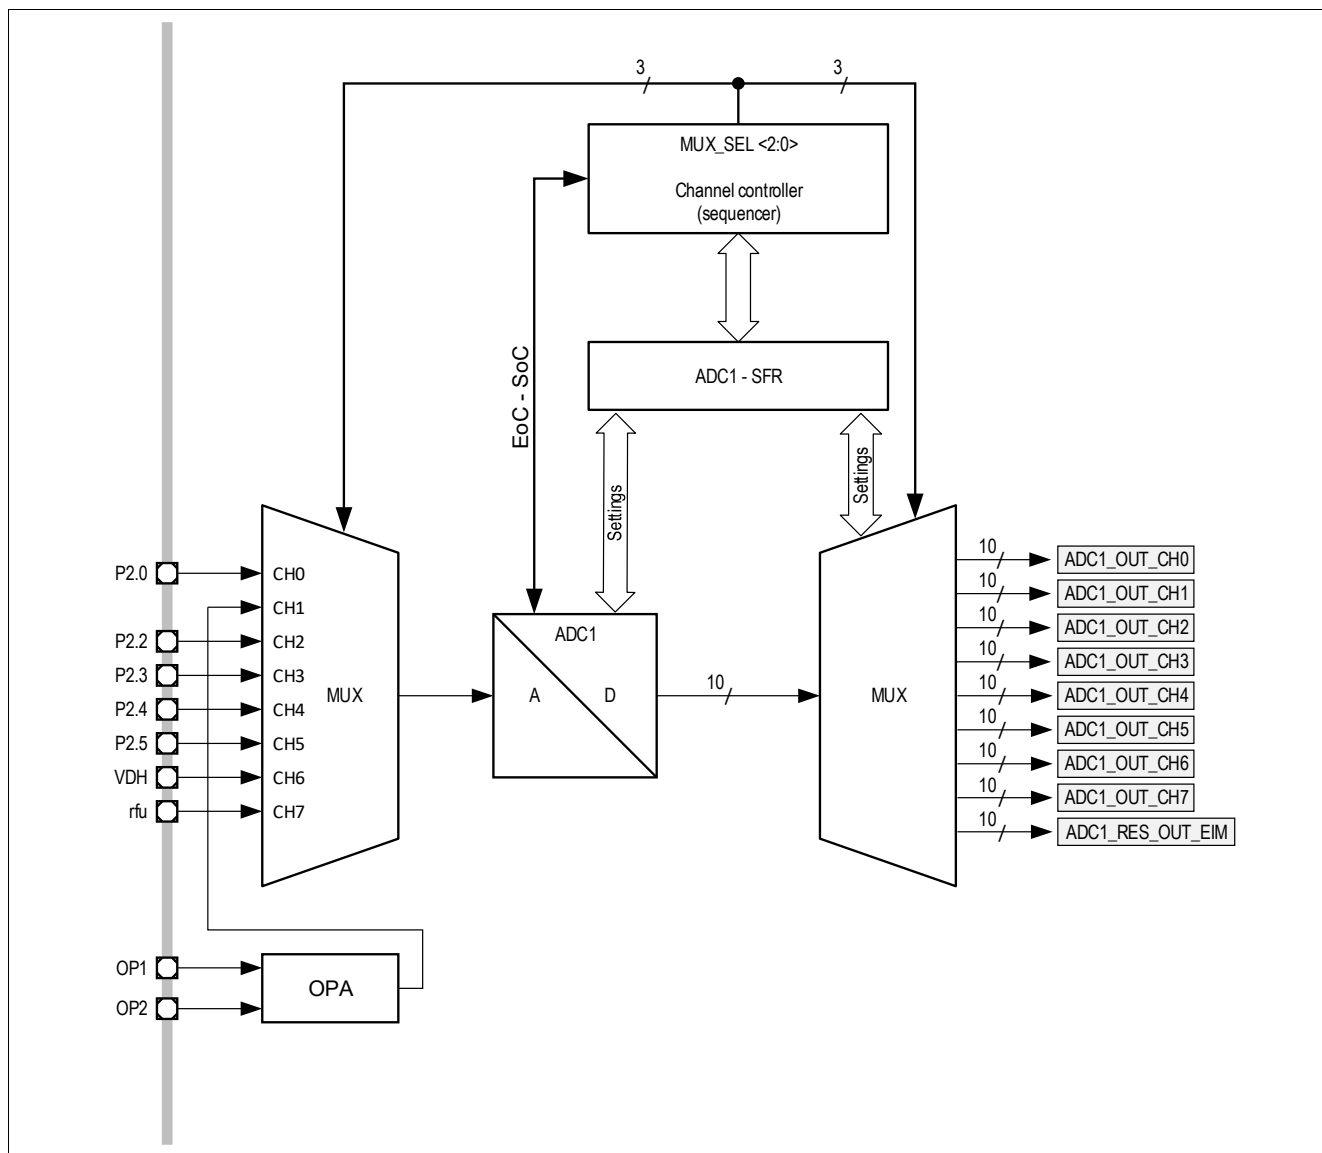 3
3
MUX_SEL <2:0>
Channel controller
(sequencer)
EoC - SoC
ADC1 - SFR
Settings
Settings
P2.0
P2.2
P2.3
P2.4
P2.5
VDH
rfu
CH0
CH1
CH2
CH3
CH4
CH5
CH6
CH7
MUX
ADC1
A
D
10
MUX
10
ADC1_OUT_CH0
10
ADC1_OUT_CH1
10
ADC1_OUT_CH2
10
ADC1_OUT_CH3
10
ADC1_OUT_CH4
10
ADC1_OUT_CH5
10
ADC1_OUT_CH6
10
ADC1_OUT_CH7
10
ADC1_RES_OUT_EIM
OP1
OP2
OPA